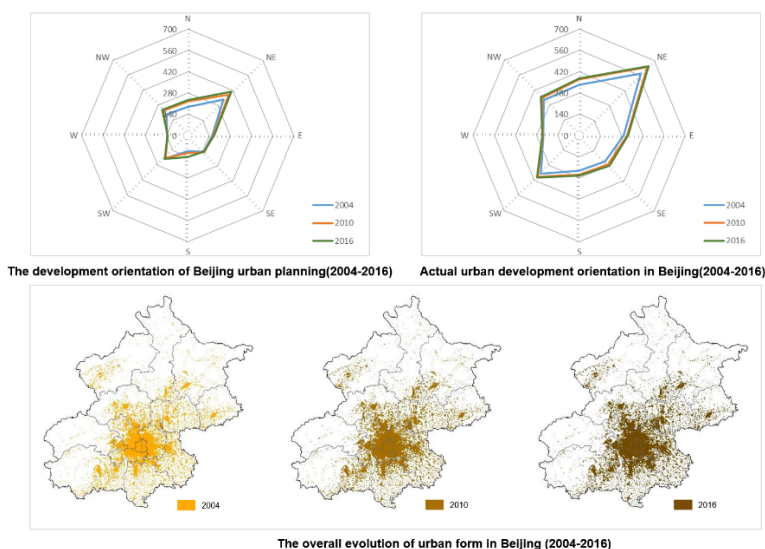 N
NE
E
SE
S
SW
W
NW
700
560
420
280
140
0
2004
2010
2016
The development orientation of Beijing urban planning(2004-2016)
N
NE
E
SE
S
SW
W
NW
700
560
420
280
140
0
2004
2010
2016
Actual urban development orientation in Beijing(2004-2016)
2004
2010
2016
The overall evolution of urban form in Beijing (2004-2016)